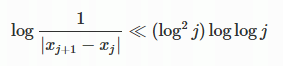 log 1/|x_{j+1} − x_j| ≪ (log² j) log log j